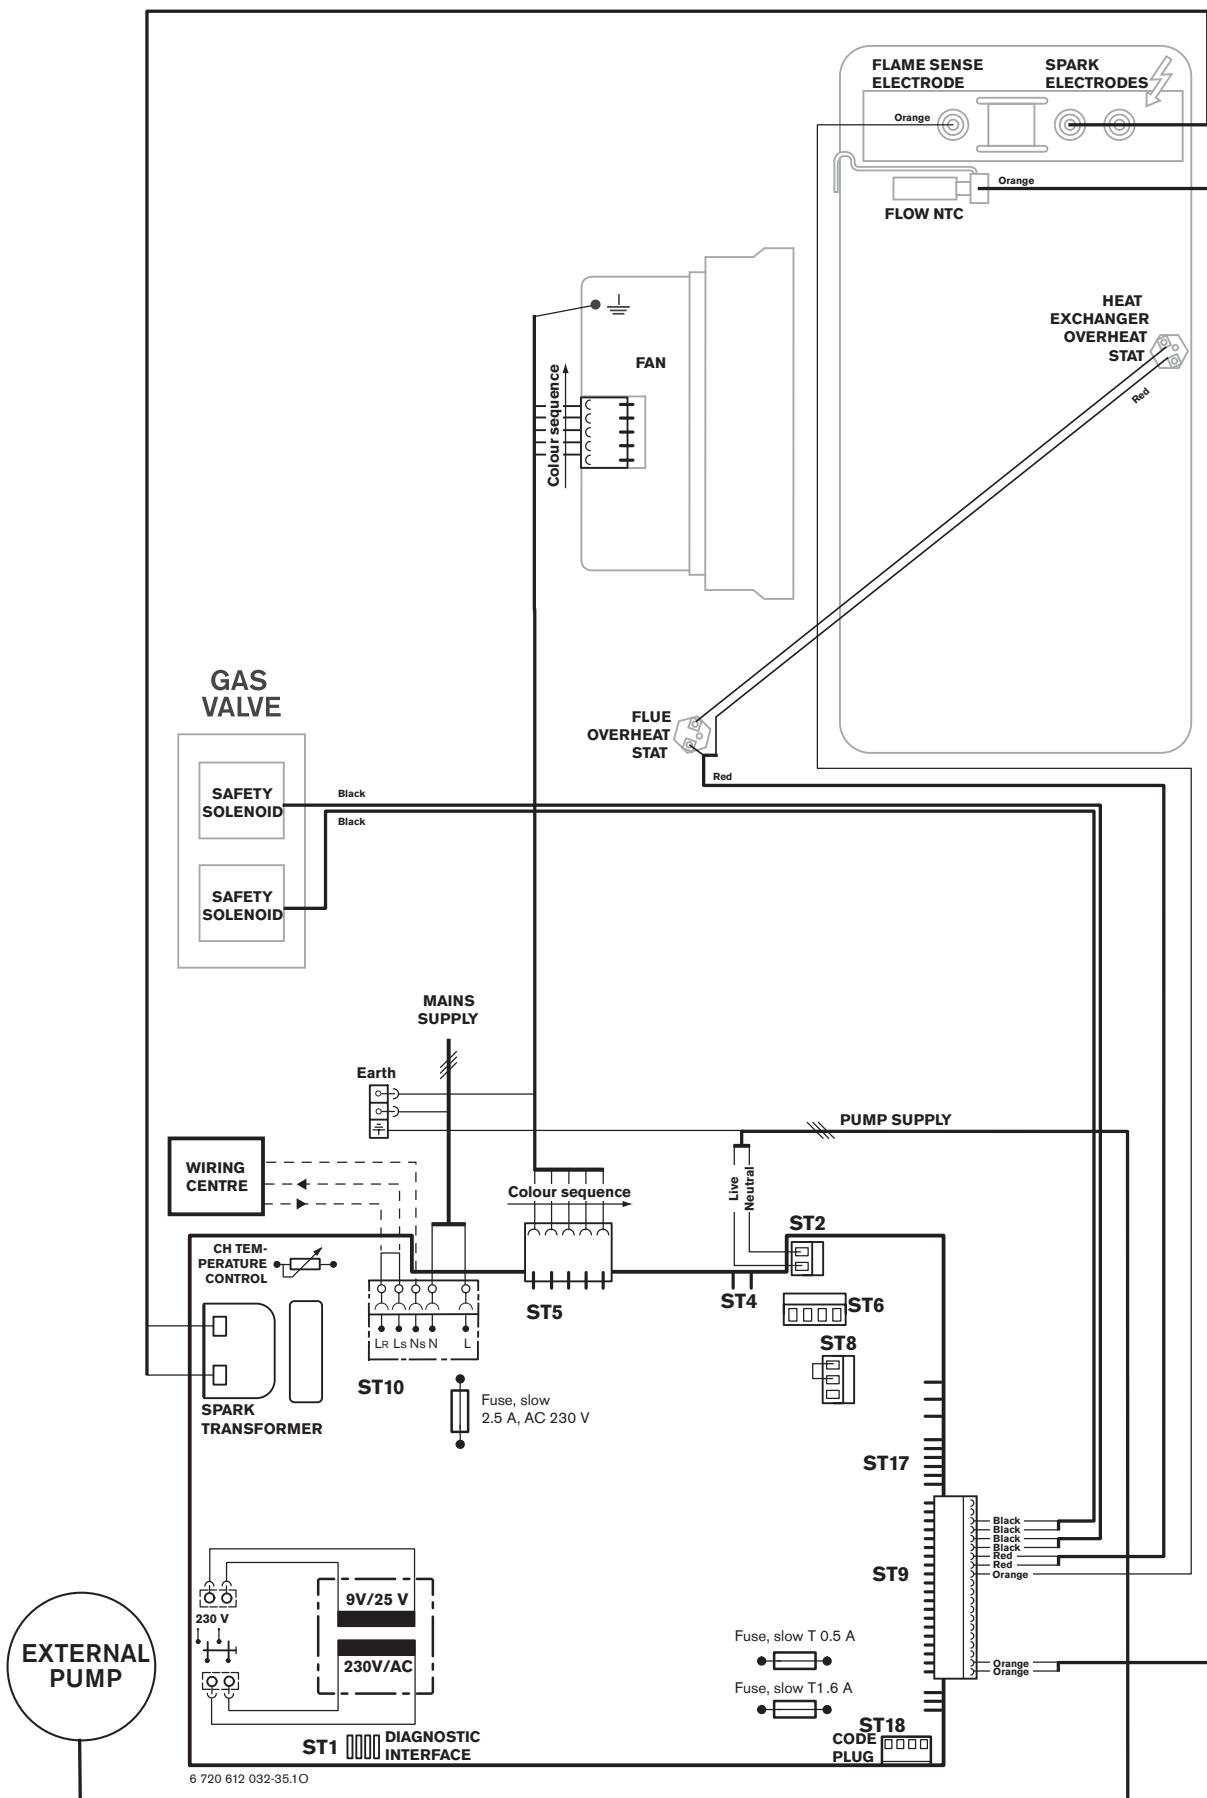 FLAME SENSE
ELECTRODE
SPARK
ELECTRODES
Orange
Orange
FLOW NTC
HEAT
EXCHANGER
OVERHEAT
STAT
Red
FAN
Colour sequence
GAS
VALVE
FLUE
OVERHEAT
STAT
Red
SAFETY
SOLENOID
Black
Black
SAFETY
SOLENOID
MAINS
SUPPLY
Earth
PUMP SUPPLY
WIRING
CENTRE
Live
Neutral
Colour sequence
ST2
CH TEM-
PERATURE
CONTROL
ST5
ST4
ST6
ST8
LR LS NS N L
ST10
SPARK
TRANSFORMER
Fuse, slow
2.5 A, AC 230 V
ST17
Black
Black
Black
Black
Red
Red
Orange
ST9
9V/25 V
230 V
230V/AC
EXTERNAL
PUMP
Fuse, slow T 0.5 A
Orange
Orange
Fuse, slow T1.6 A
ST18
CODE
PLUG
ST1
DIAGNOSTIC
INTERFACE
6 720 612 032-35.1O